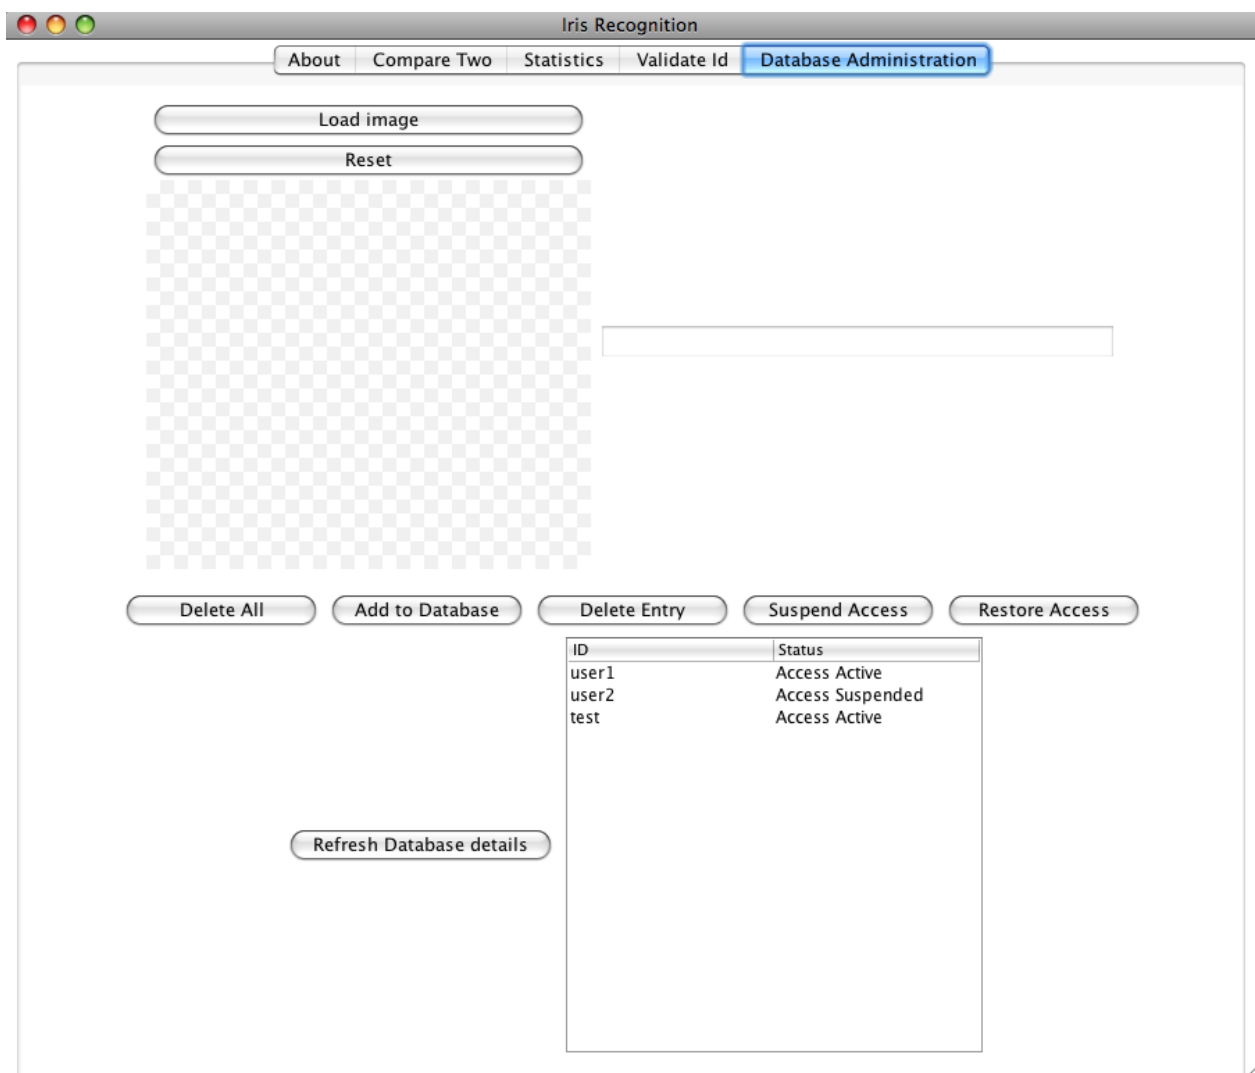 Iris Recognition
About Compare Two Statistics Validate Id Database Administration
Load image
Reset
Delete All Add to Database Delete Entry Suspend Access Restore Access
ID Status
user1 Access Active
user2 Access Suspended
test Access Active
Refresh Database details